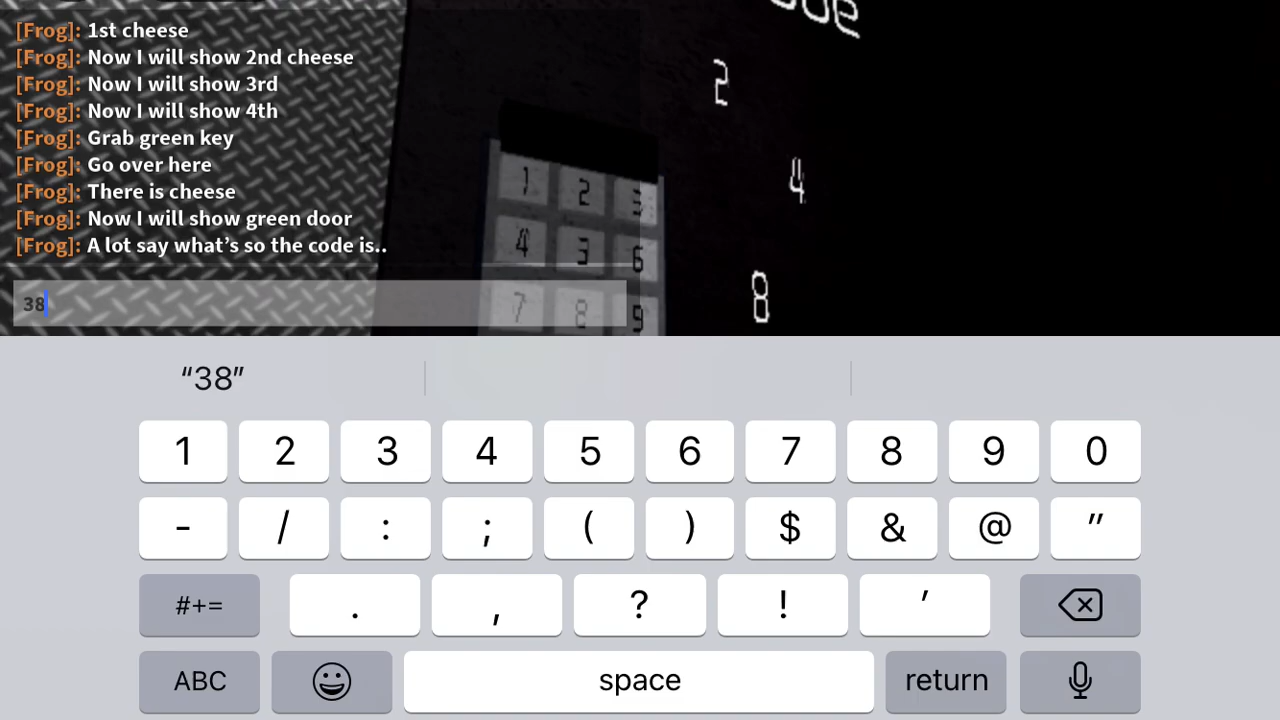 [Frog]: 1st cheese
[Frog]: Now I will show 2nd cheese
[Frog]: Now I will show 3rd
[Frog]: Now I will show 4th
[Frog]: Grab green key
[Frog]: Go over here
[Frog]: There is cheese
[Frog]: Now I will show green door
[Frog]: A lot say what's so the code is..
38
2
4
8
1 2 3
4 3 6
7 8 9
“38”
1 2 3 4 5 6 7 8 9 0
- / : ; ( ) $ & @ "
#+= . , ? ! ’
ABC space return